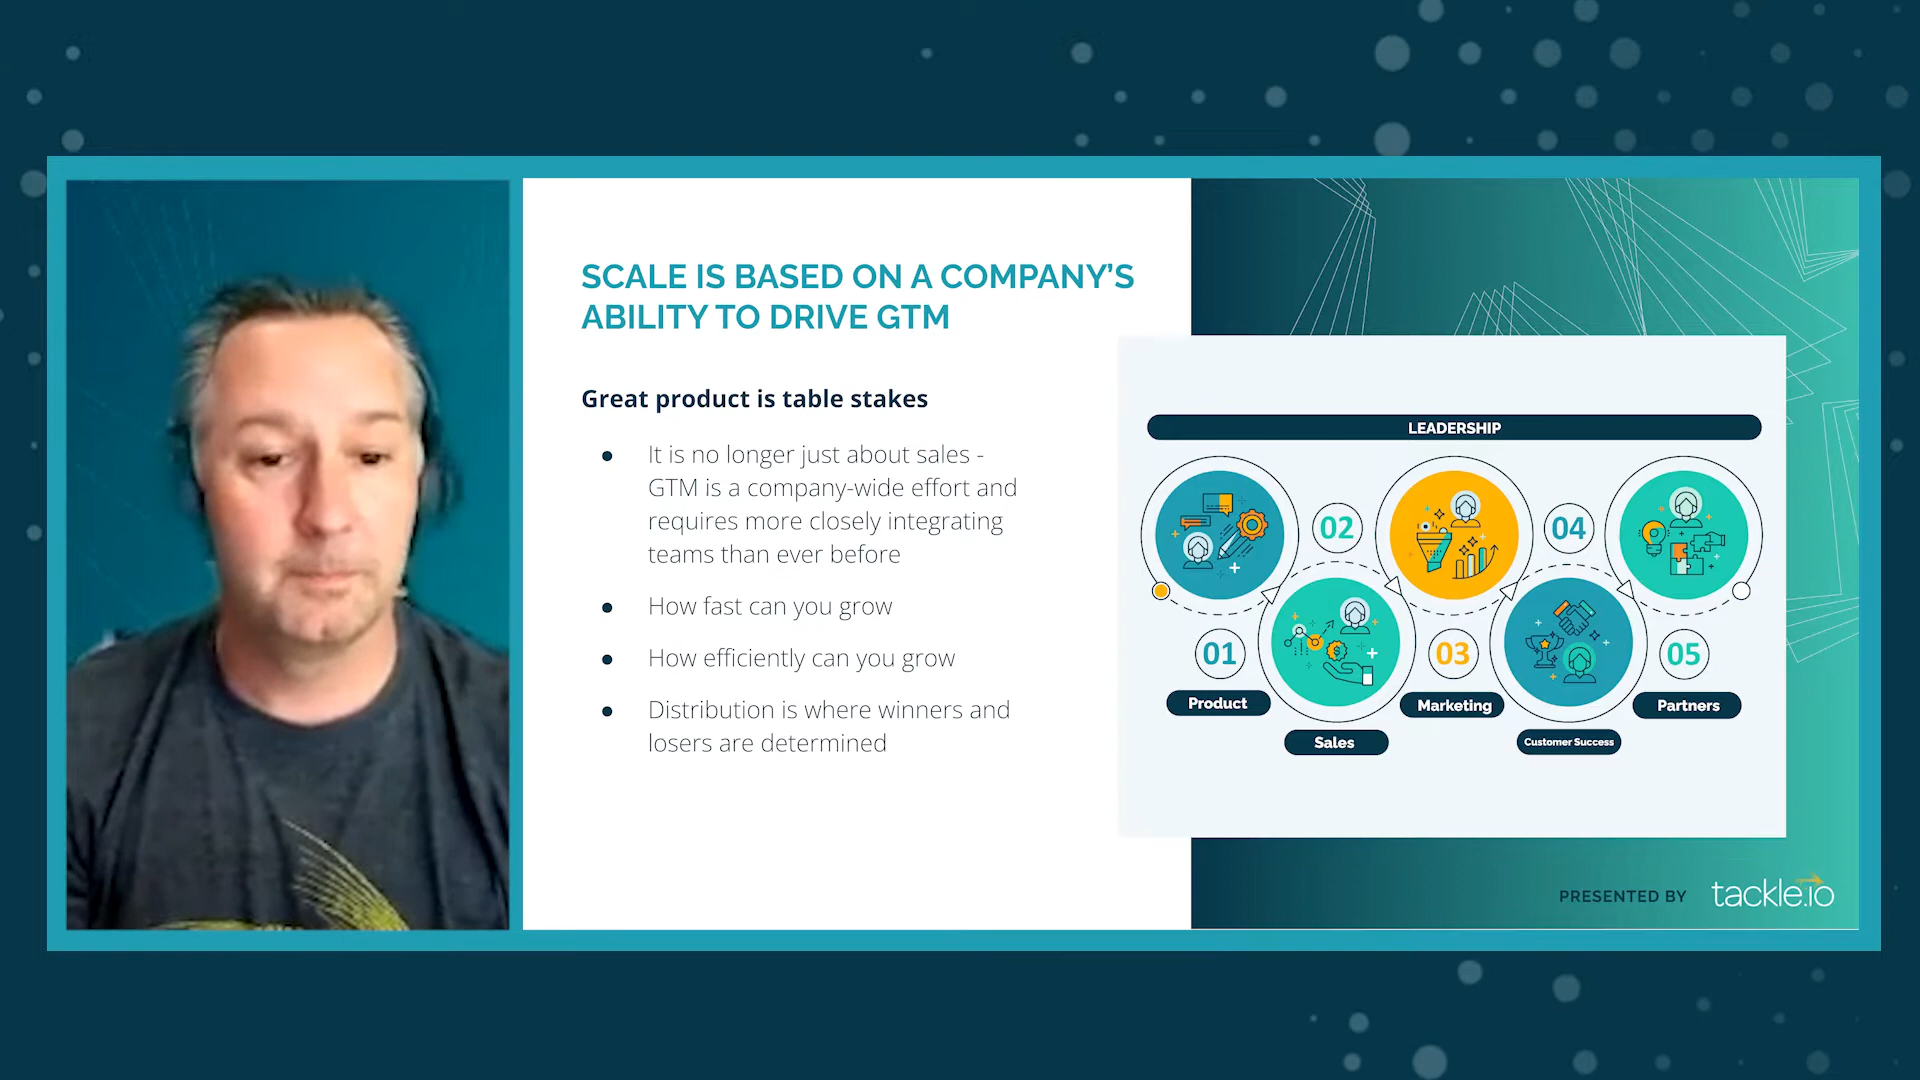 SCALE IS BASED ON A COMPANY'S
ABILITY TO DRIVE GTM
Great product is table stakes
● It is no longer just about sales -
GTM is a company-wide effort and
requires more closely integrating
teams than ever before
● How fast can you grow
● How efficiently can you grow
● Distribution is where winners and
losers are determined
LEADERSHIP
01
Product
02
Sales
03
Marketing
04
Customer Success
05
Partners
PRESENTED BY tackle.io